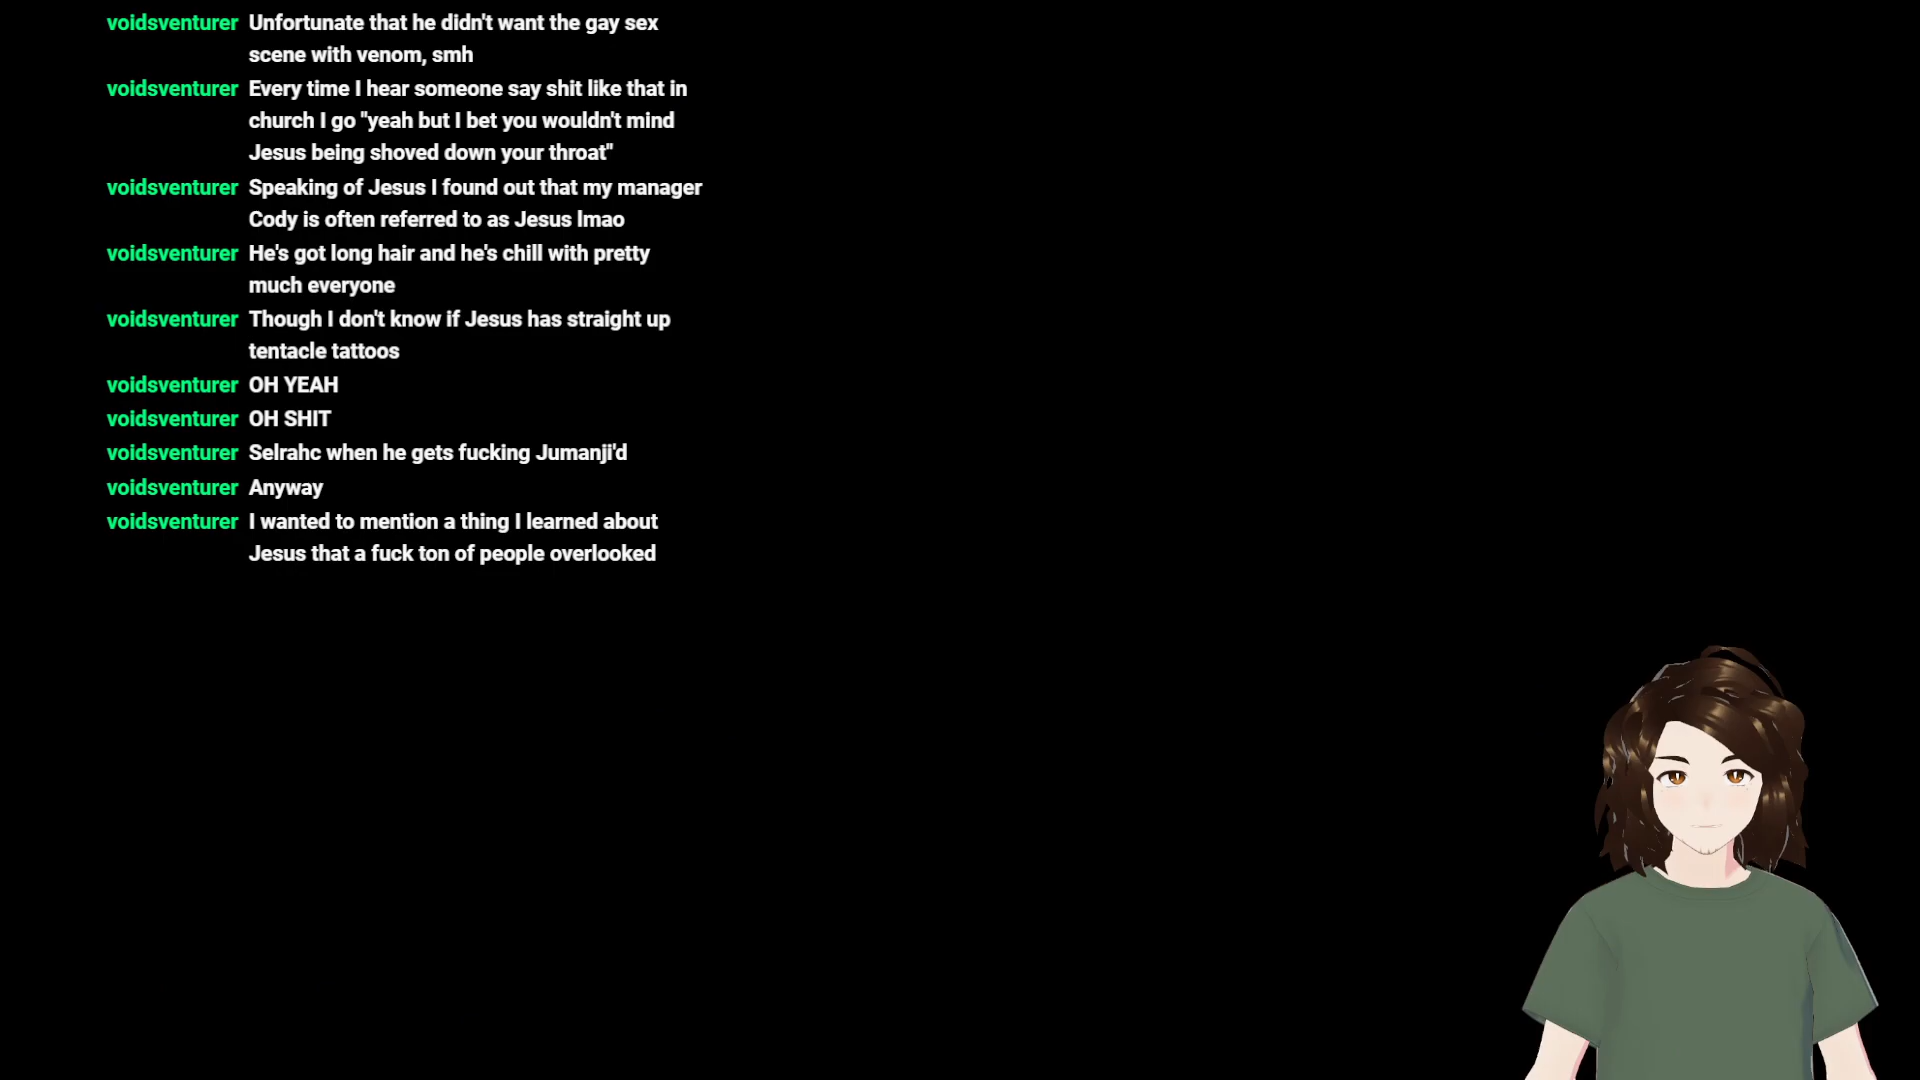 voidsventurer Unfortunate that he didn't want the gay sex
scene with venom, smh
voidsventurer Every time I hear someone say shit like that in
church I go "yeah but I bet you wouldn't mind
Jesus being shoved down your throat"
voidsventurer Speaking of Jesus I found out that my manager
Cody is often referred to as Jesus lmao
voidsventurer He's got long hair and he's chill with pretty
much everyone
voidsventurer Though I don't know if Jesus has straight up
tentacle tattoos
voidsventurer OH YEAH
voidsventurer OH SHIT
voidsventurer Selrahc when he gets fucking Jumanji'd
voidsventurer Anyway
voidsventurer I wanted to mention a thing I learned about
Jesus that a fuck ton of people overlooked